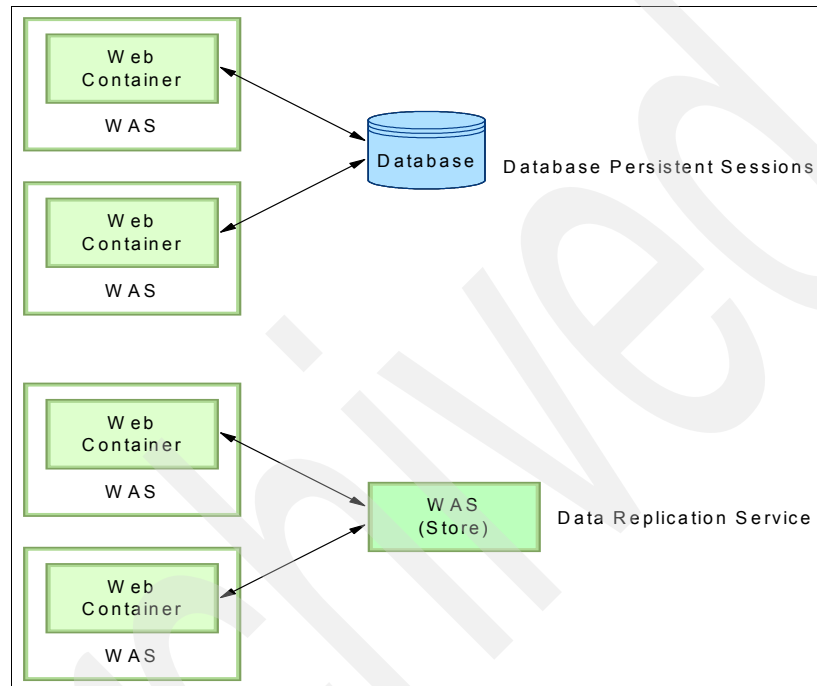 Web
Container
WAS
Database
Database Persistent Sessions
Web
Container
WAS
Web
Container
WAS
WAS
(Store)
Data Replication Service
Web
Container
WAS